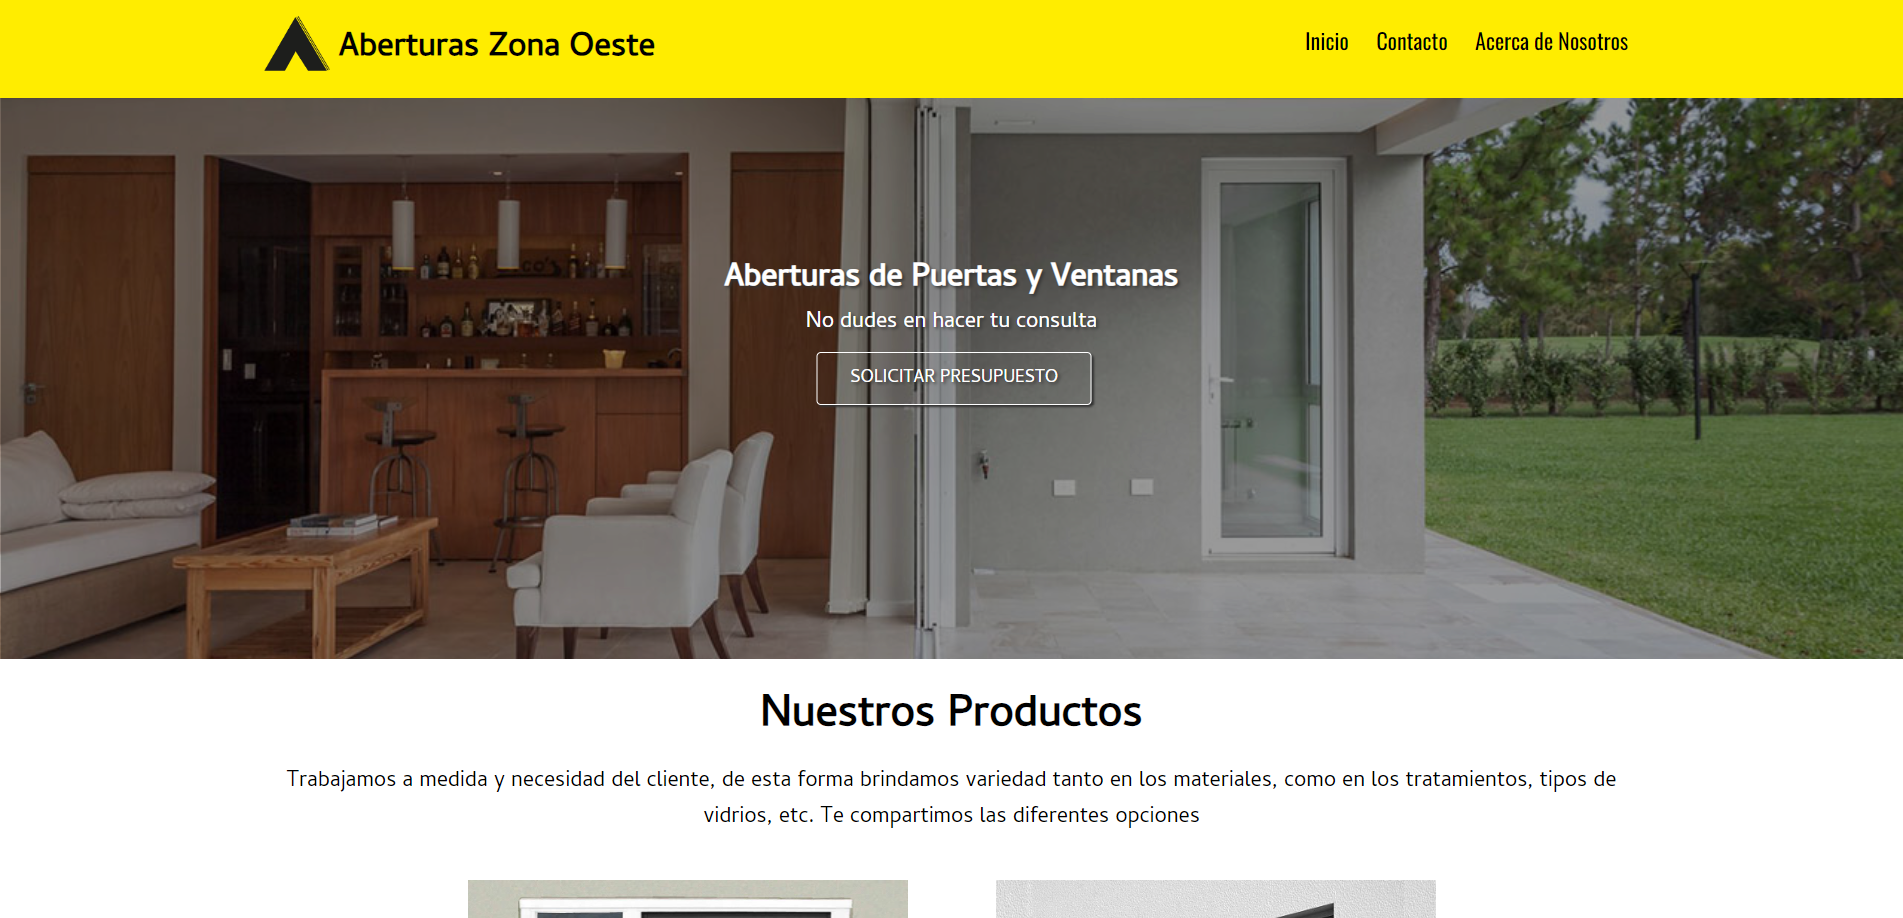 Aberturas Zona Oeste
Inicio Contacto Acerca de Nosotros
Aberturas de Puertas y Ventanas
No dudes en hacer tu consulta
SOLICITAR PRESUPUESTO
Nuestros Productos
Trabajamos a medida y necesidad del cliente, de esta forma brindamos variedad tanto en los materiales, como en los tratamientos, tipos de
vidrios, etc. Te compartimos las diferentes opciones